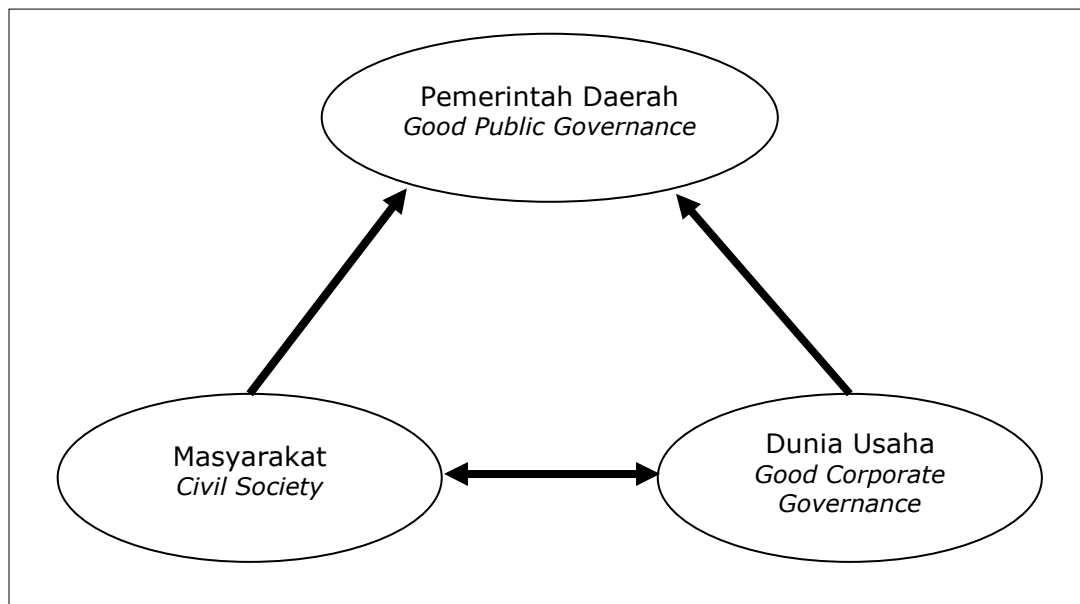 Pemerintah Daerah
Good Public Governance
Masyarakat
Civil Society
Dunia Usaha
Good Corporate
Governance